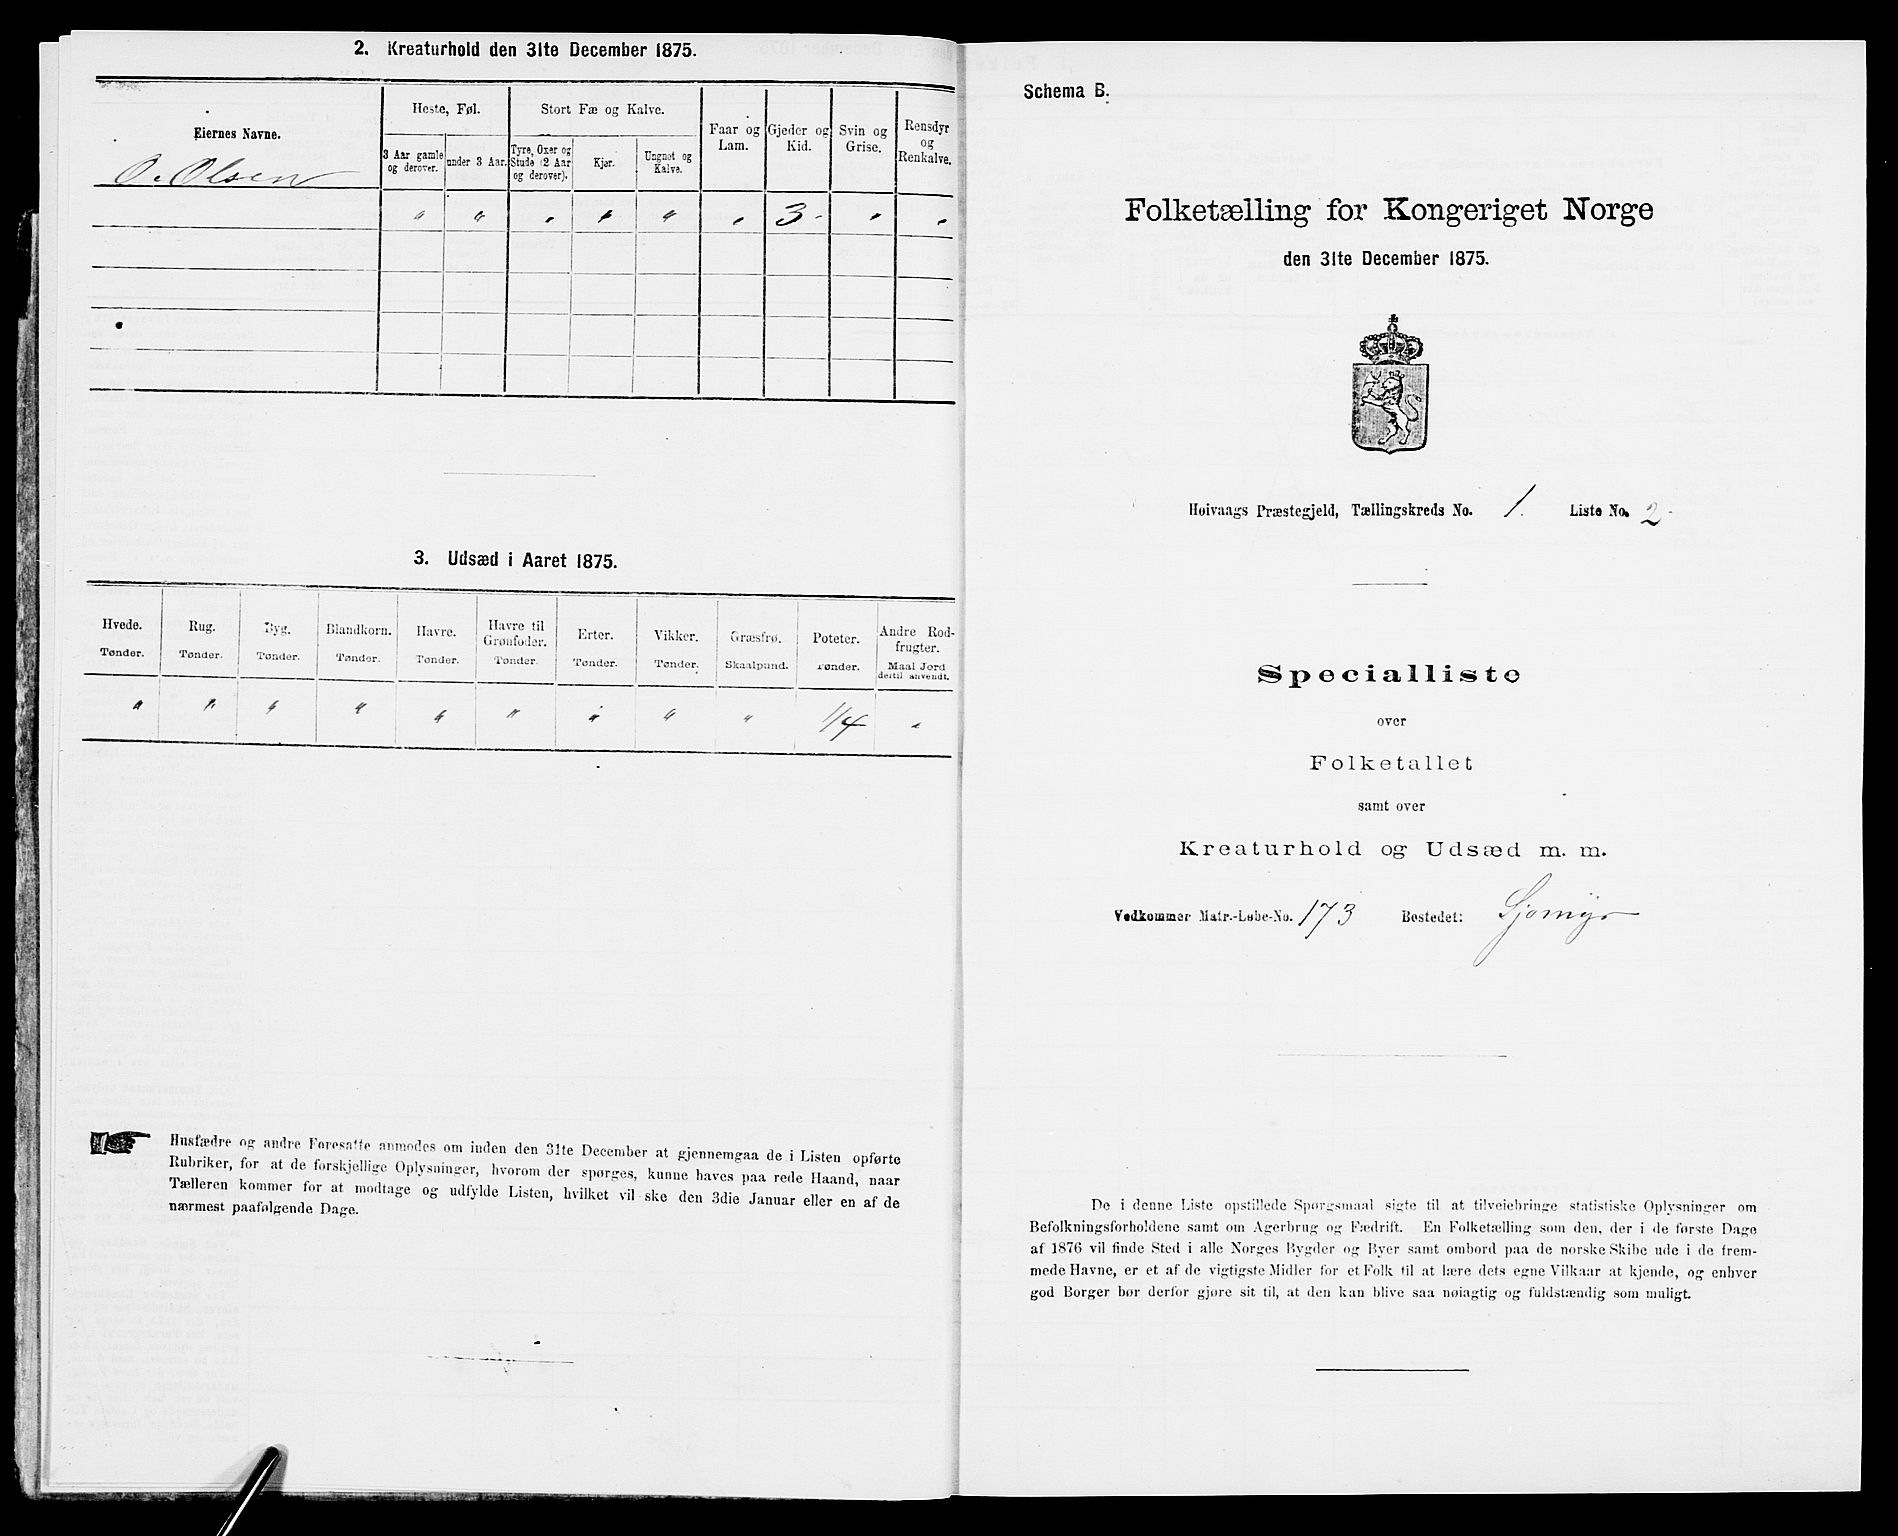 2. Kreaturhold den 31te December 1875.
Eiernes Navne.
Heste, Føl.
Stort Fæ og Kalve.
Faar og Lam.
Gjeder og Kid.
Svin og Grise.
Rensdyr og Renkalve.
3 Aar gamle og derover.
under 3 Aar.
Tyre, Oxer og Stude (2 Aar og derover).
Kjør.
Ungnøt og Kalve.
O. Olsen
" " " " " " 3 " "
3. Udsæd i Aaret 1875.
Hvede. Tønder.
Rug. Tønder.
Byg. Tønder.
Blandkorn. Tønder.
Havre. Tønder.
Havre til Grønfoder. Tønder.
Erter. Tønder.
Vikker. Tønder.
Græsfrø. Skaalpund.
Poteter. Tønder.
Andre Rodfrugter. Maal Jord dertil anvendt.
" " " " " " " " " 1/4 "
Husfædre og andre Foresatte anmodes om inden den 31te December at gjennemgaa de i Listen opførte
Rubriker, for at de forskjellige Oplysninger, hvorom der spørges, kunne haves paa rede Haand, naar
Tælleren kommer for at modtage og udfylde Listen, hvilket vil ske den 3die Januar eller en af de
nærmest paafølgende Dage.
Schema B.
Folketælling for Kongeriget Norge
den 31te December 1875.
Høivaags Præstegjeld, Tællingskreds No. 1. Liste No. 2
Specialliste
over
Folketallet
samt over
Kreaturhold og Udsæd m. m.
Vedkommer Matr.-Løbe-No. 173 Bostedet: Sjomyr
De i denne Liste opstillede Spørgsmaal sigte til at tilveiebringe statistiske Oplysninger om
Befolkningsforholdene samt om Agerbrug og Fædrift. En Folketælling som den, der i de første Dage
af 1876 vil finde Sted i alle Norges Bygder og Byer samt ombord paa de norske Skibe ude i de frem-
mede Havne, er et af de vigtigste Midler for et Folk til at lære dets egne Vilkaar at kjende, og enhver
god Borger bør derfor gjøre sit til, at den kan blive saa nøiagtig og fuldstændig som muligt.